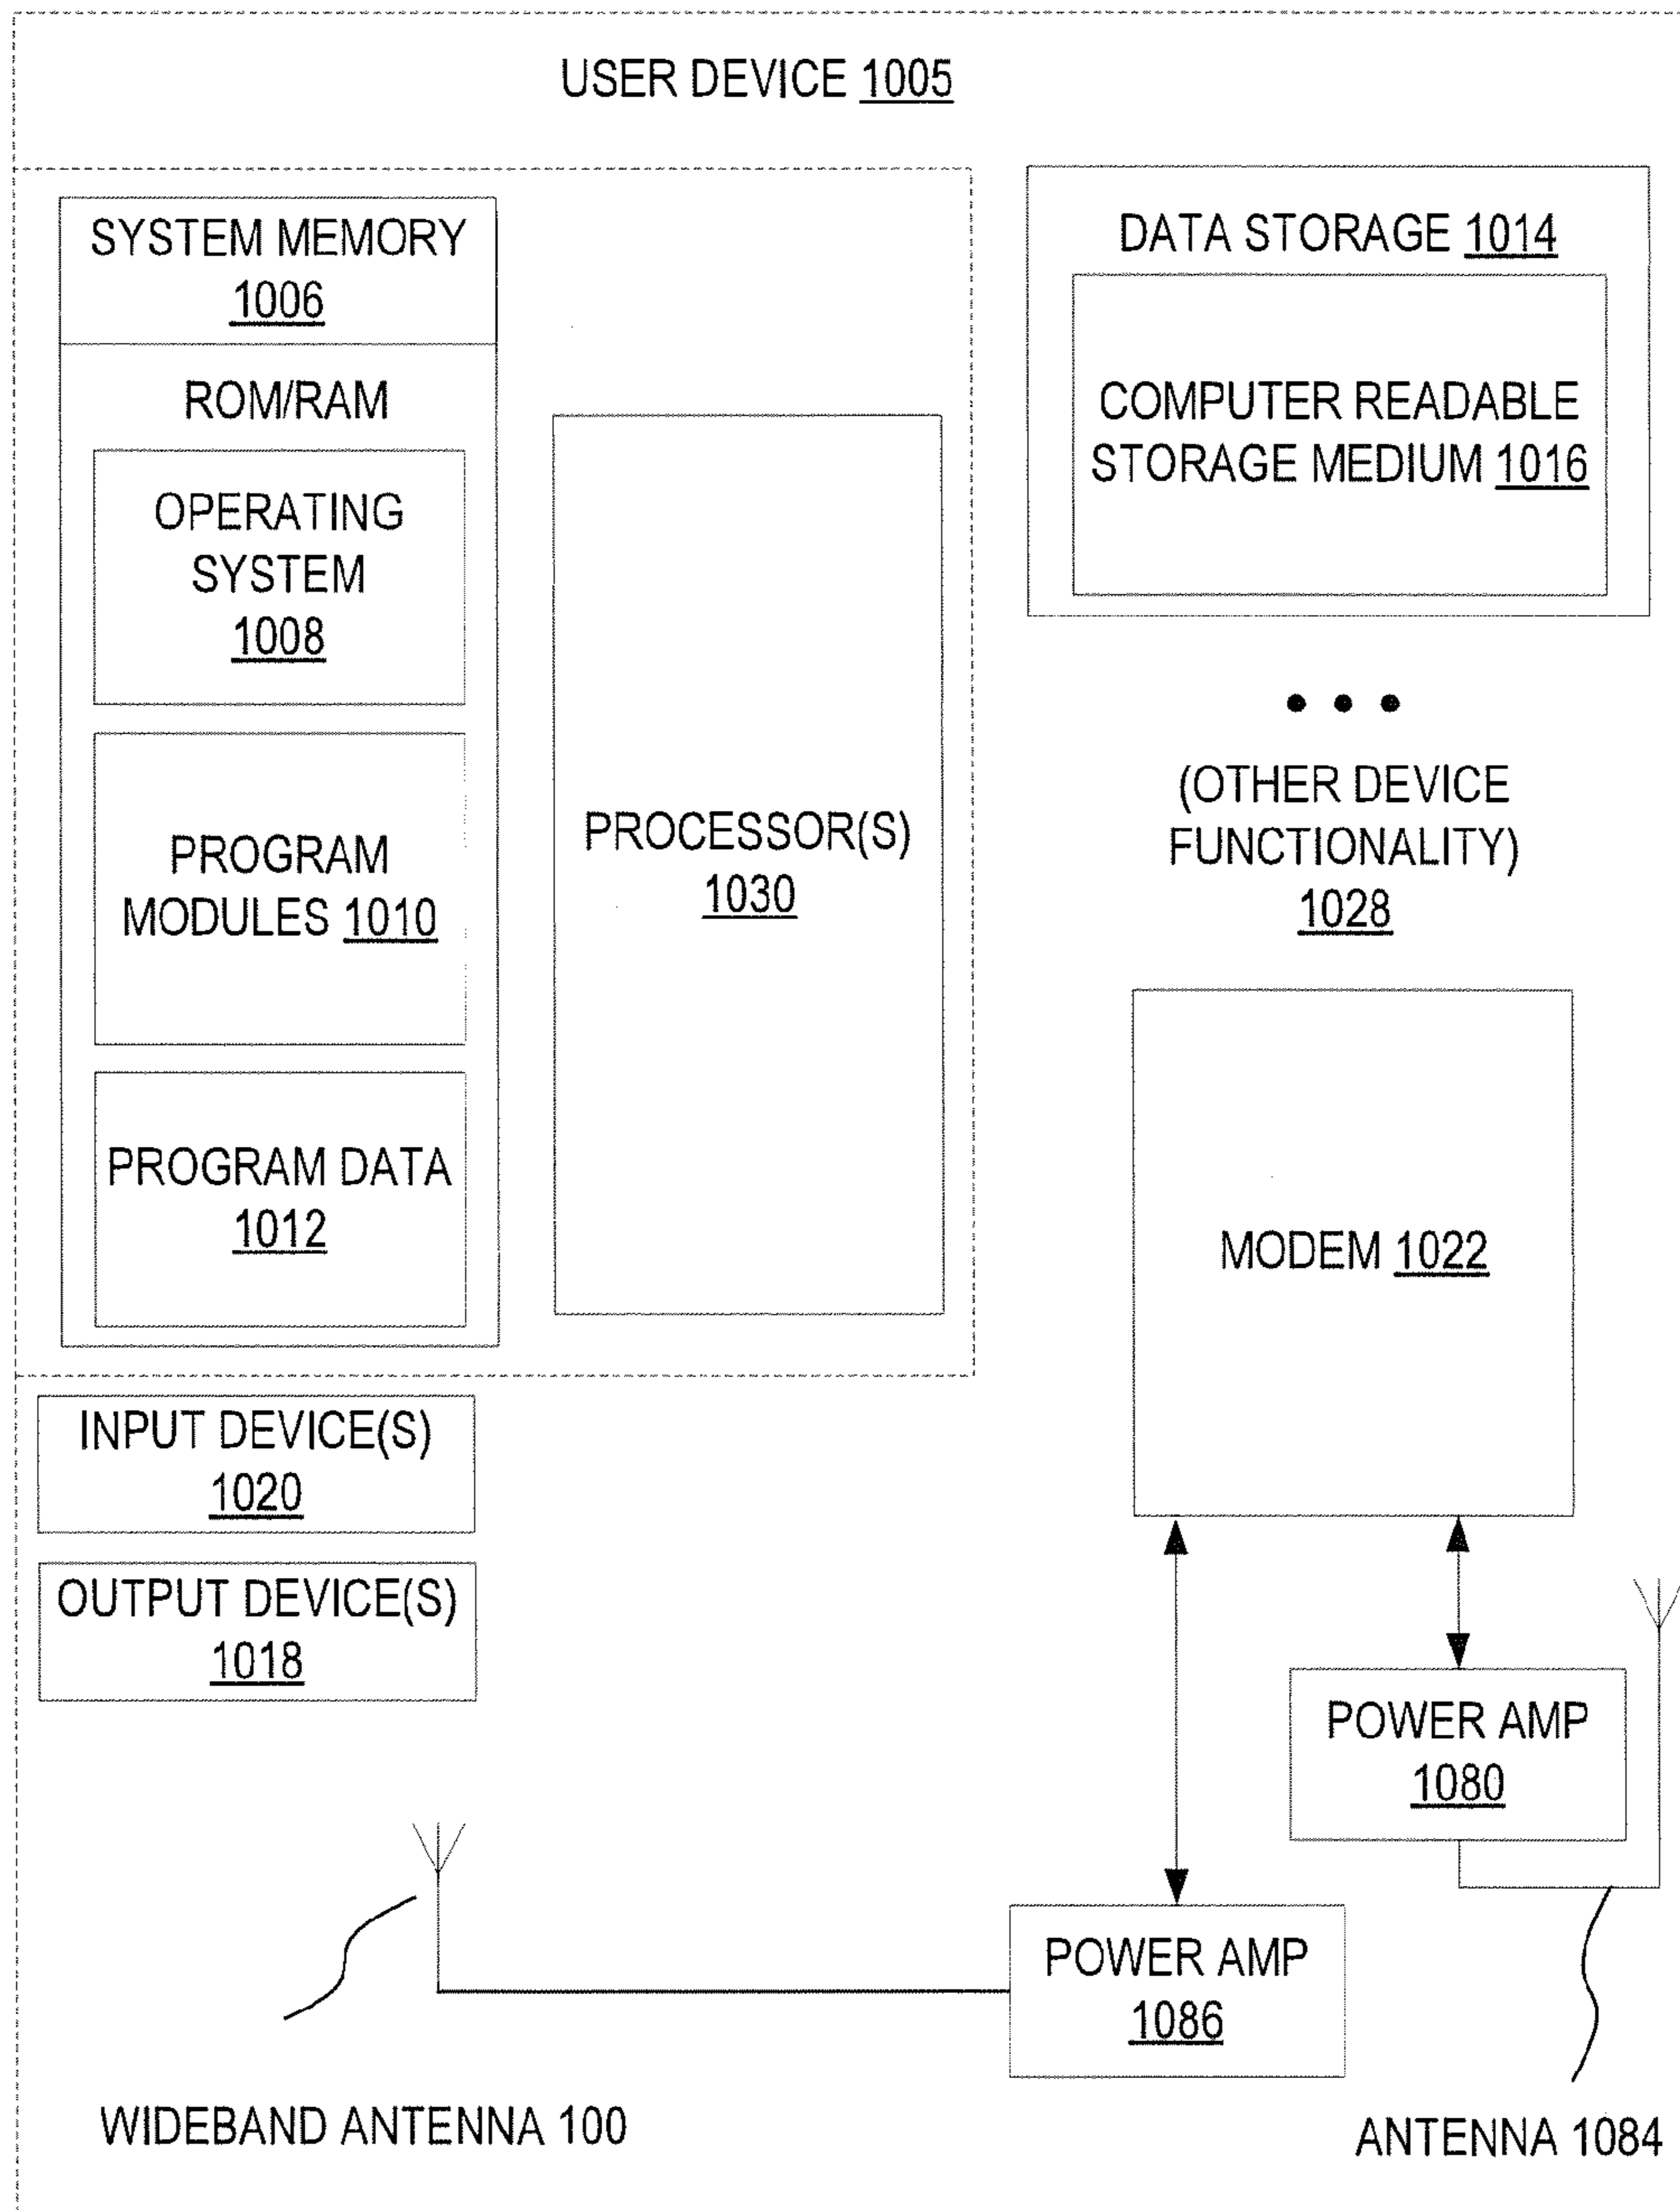 USER DEVICE 1005
SYSTEM MEMORY
1006
ROM/RAM
OPERATING
SYSTEM
1008
PROGRAM
MODULES 1010
PROGRAM DATA
1012
PROCESSOR(S)
1030
DATA STORAGE 1014
COMPUTER READABLE
STORAGE MEDIUM 1016
(OTHER DEVICE
FUNCTIONALITY)
1028
MODEM 1022
INPUT DEVICE(S)
1020
OUTPUT DEVICE(S)
1018
POWER AMP
1080
POWER AMP
1086
WIDEBAND ANTENNA 100
ANTENNA 1084